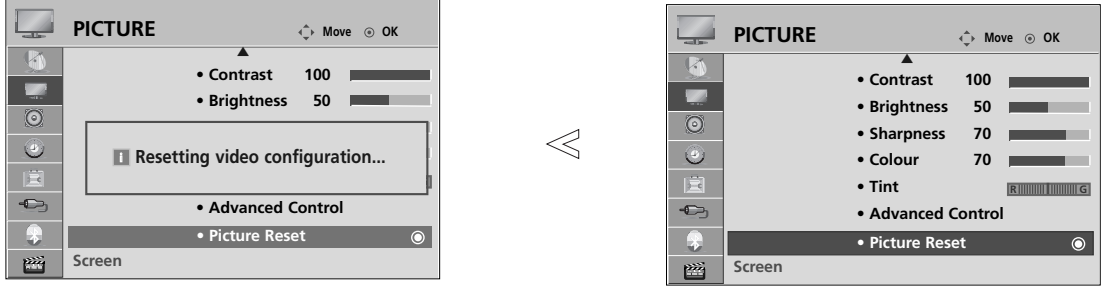 PICTURE
Move OK
• Contrast 100
• Brightness 50
i Resetting video configuration...
• Advanced Control
• Picture Reset
Screen
PICTURE
Move OK
• Contrast 100
• Brightness 50
• Sharpness 70
• Colour 70
• Tint R G
• Advanced Control
• Picture Reset
Screen